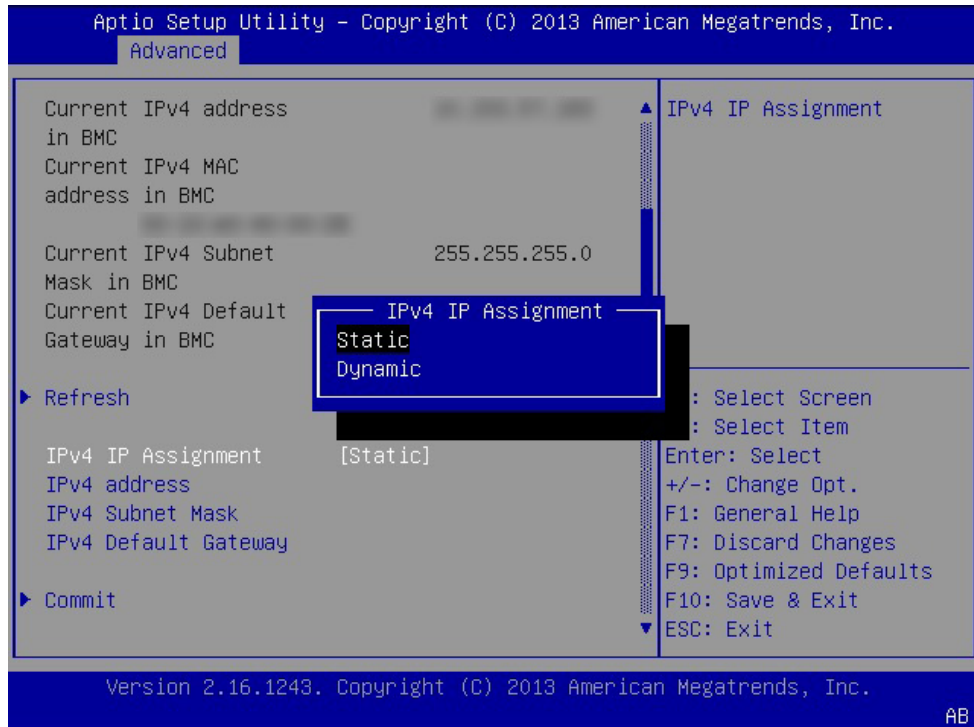 Aptio Setup Utility – Copyright (C) 2013 American Megatrends, Inc.
Advanced
Current IPv4 address
in BMC
Current IPv4 MAC
address in BMC
Current IPv4 Subnet 255.255.255.0
Mask in BMC
Current IPv4 Default
Gateway in BMC
Refresh
IPv4 IP Assignment [Static]
IPv4 address
IPv4 Subnet Mask
IPv4 Default Gateway
Commit
IPv4 IP Assignment
Static
Dynamic
IPv4 IP Assignment
: Select Screen
: Select Item
Enter: Select
+/-: Change Opt.
F1: General Help
F7: Discard Changes
F9: Optimized Defaults
F10: Save & Exit
ESC: Exit
Version 2.16.1243. Copyright (C) 2013 American Megatrends, Inc.
AB